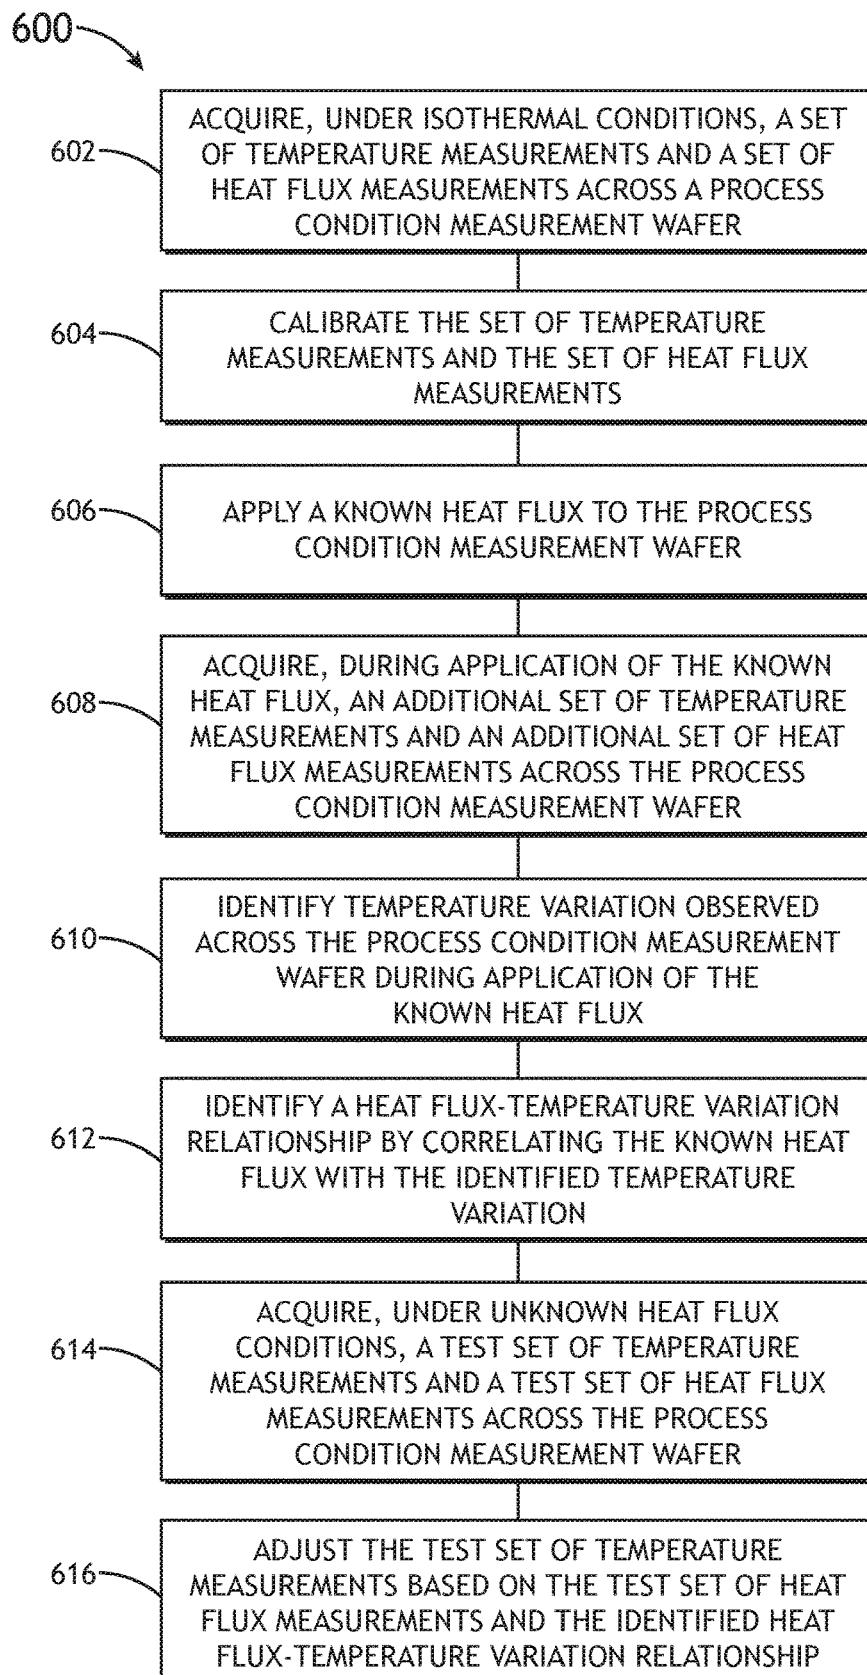 600
602
ACQUIRE, UNDER ISOTHERMAL CONDITIONS, A SET
OF TEMPERATURE MEASUREMENTS AND A SET OF
HEAT FLUX MEASUREMENTS ACROSS A PROCESS
CONDITION MEASUREMENT WAFER
604
CALIBRATE THE SET OF TEMPERATURE
MEASUREMENTS AND THE SET OF HEAT FLUX
MEASUREMENTS
606
APPLY A KNOWN HEAT FLUX TO THE PROCESS
CONDITION MEASUREMENT WAFER
608
ACQUIRE, DURING APPLICATION OF THE KNOWN
HEAT FLUX, AN ADDITIONAL SET OF TEMPERATURE
MEASUREMENTS AND AN ADDITIONAL SET OF HEAT
FLUX MEASUREMENTS ACROSS THE PROCESS
CONDITION MEASUREMENT WAFER
610
IDENTIFY TEMPERATURE VARIATION OBSERVED
ACROSS THE PROCESS CONDITION MEASUREMENT
WAFER DURING APPLICATION OF THE
KNOWN HEAT FLUX
612
IDENTIFY A HEAT FLUX-TEMPERATURE VARIATION
RELATIONSHIP BY CORRELATING THE KNOWN HEAT
FLUX WITH THE IDENTIFIED TEMPERATURE
VARIATION
614
ACQUIRE, UNDER UNKNOWN HEAT FLUX
CONDITIONS, A TEST SET OF TEMPERATURE
MEASUREMENTS AND A TEST SET OF HEAT FLUX
MEASUREMENTS ACROSS THE PROCESS
CONDITION MEASUREMENT WAFER
616
ADJUST THE TEST SET OF TEMPERATURE
MEASUREMENTS BASED ON THE TEST SET OF HEAT
FLUX MEASUREMENTS AND THE IDENTIFIED HEAT
FLUX-TEMPERATURE VARIATION RELATIONSHIP